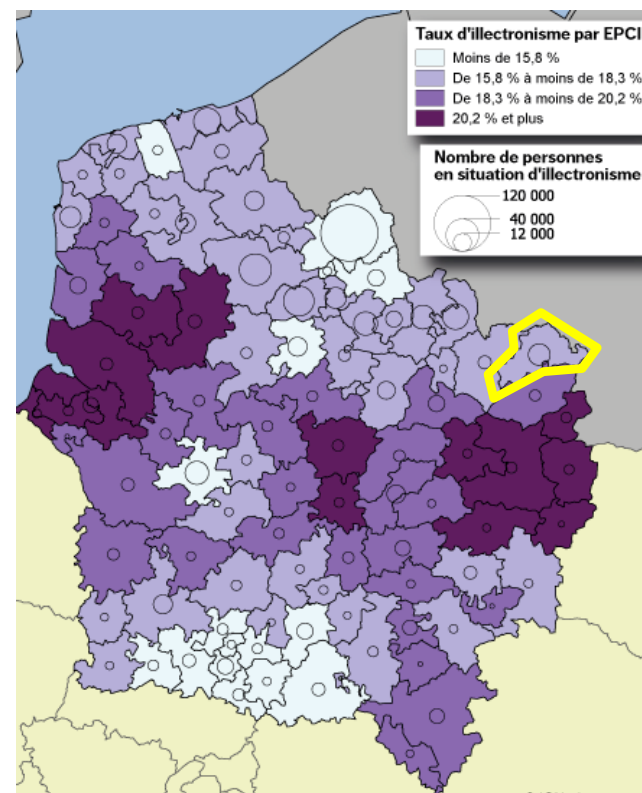 Taux d'illectronisme par EPCI
Moins de 15,8 %
De 15,8 % à moins de 18,3 %
De 18,3 % à moins de 20,2 %
20,2 % et plus
Nombre de personnes
en situation d'illectronisme
120 000
40 000
12 000